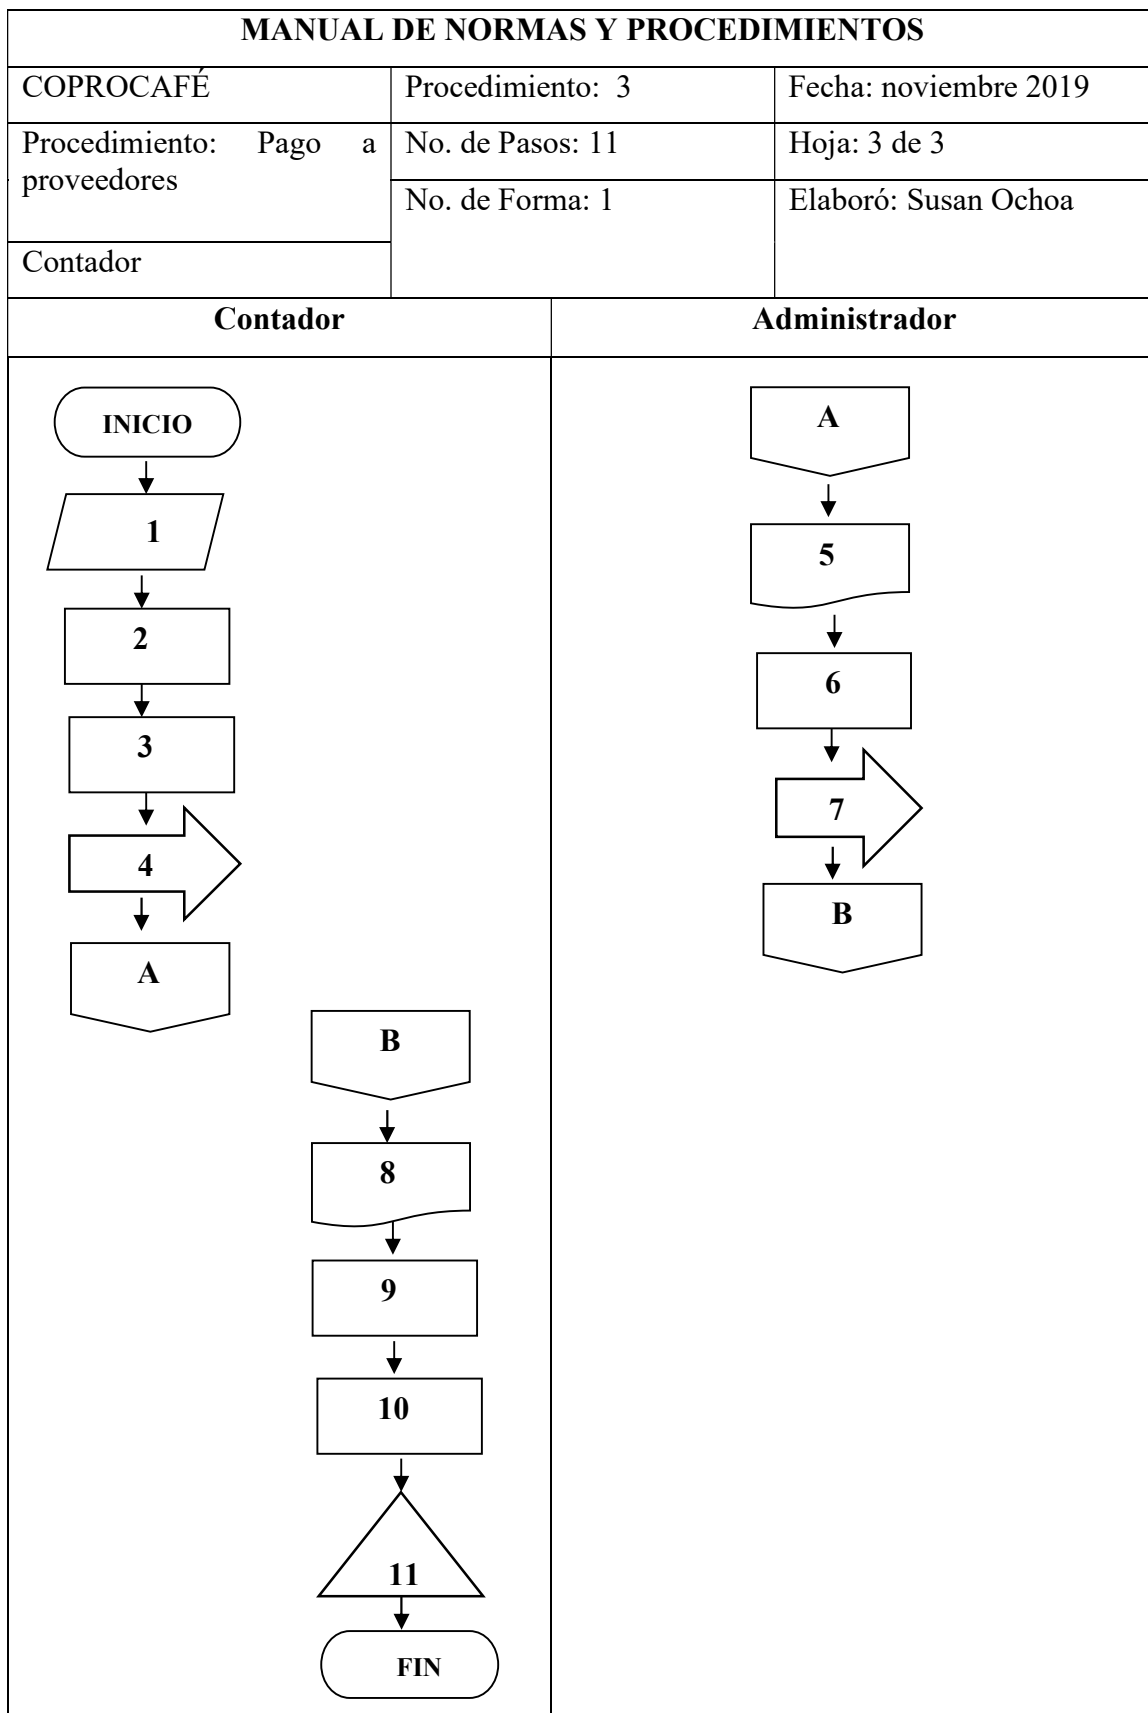 MANUAL DE NORMAS Y PROCEDIMIENTOS
COPROCAFÉ
Procedimiento: 3
Fecha: noviembre 2019
Procedimiento: Pago a
proveedores
No. de Pasos: 11
Hoja: 3 de 3
No. de Forma: 1
Elaboró: Susan Ochoa
Contador
Contador
Administrador
INICIO
1
2
3
4
A
B
8
9
10
11
FIN
A
5
6
7
B